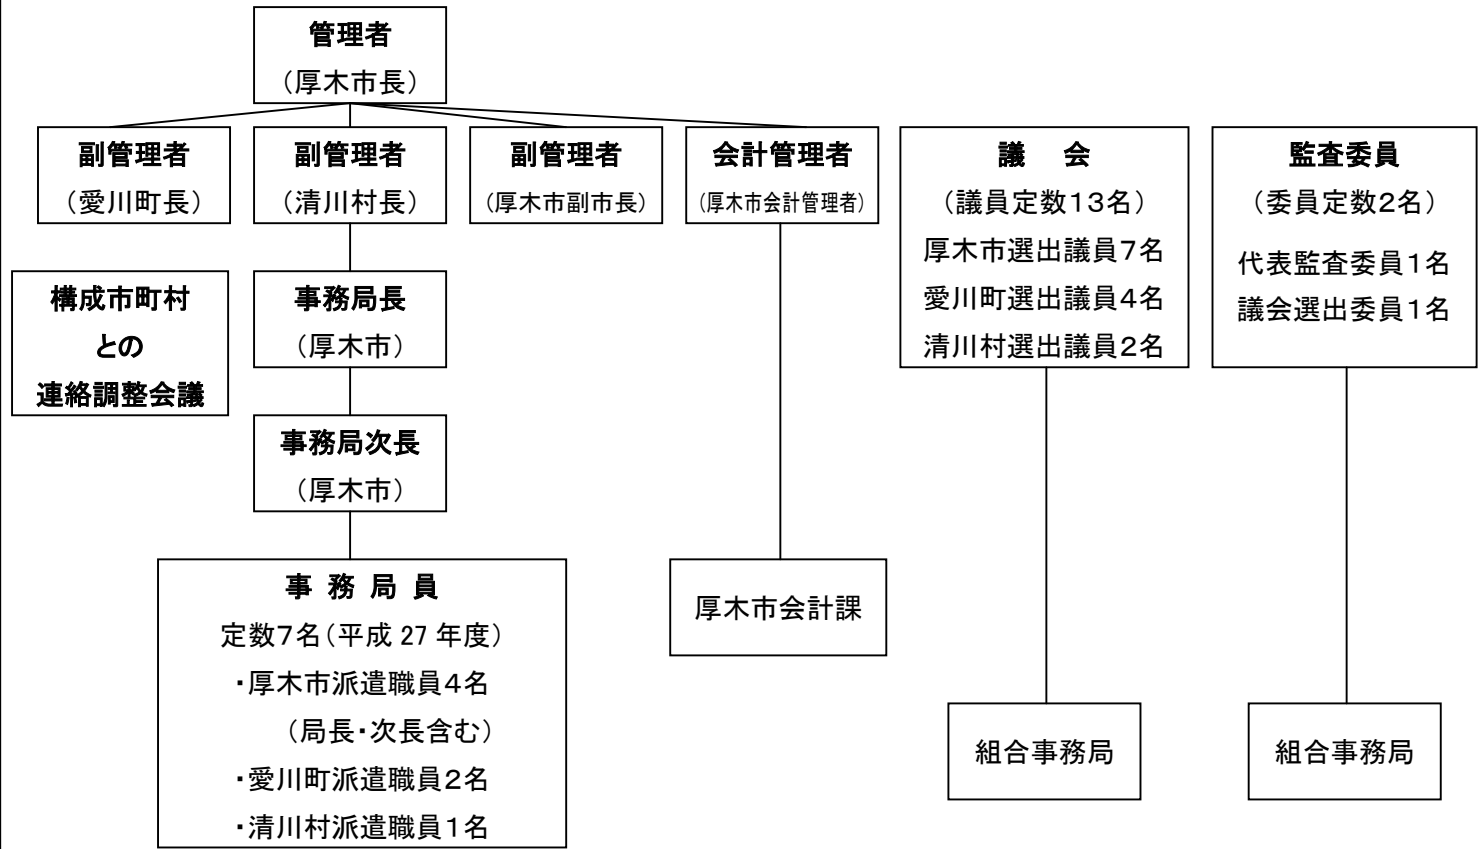 管理者
（厚木市長）
副管理者
（愛川町長）
副管理者
（清川村長）
副管理者
（厚木市副市長）
会計管理者
（厚木市会計管理者）
議　会
（議員定数１３名）
厚木市選出議員７名
愛川町選出議員４名
清川村選出議員２名
監査委員
（委員定数２名）
代表監査委員１名
議会選出委員１名
構成市町村
との
連絡調整会議
事務局長
（厚木市）
事務局次長
（厚木市）
事 務 局 員
定数７名（平成 27 年度）
・厚木市派遣職員４名
（局長・次長含む）
・愛川町派遣職員２名
・清川村派遣職員１名
厚木市会計課
組合事務局
組合事務局